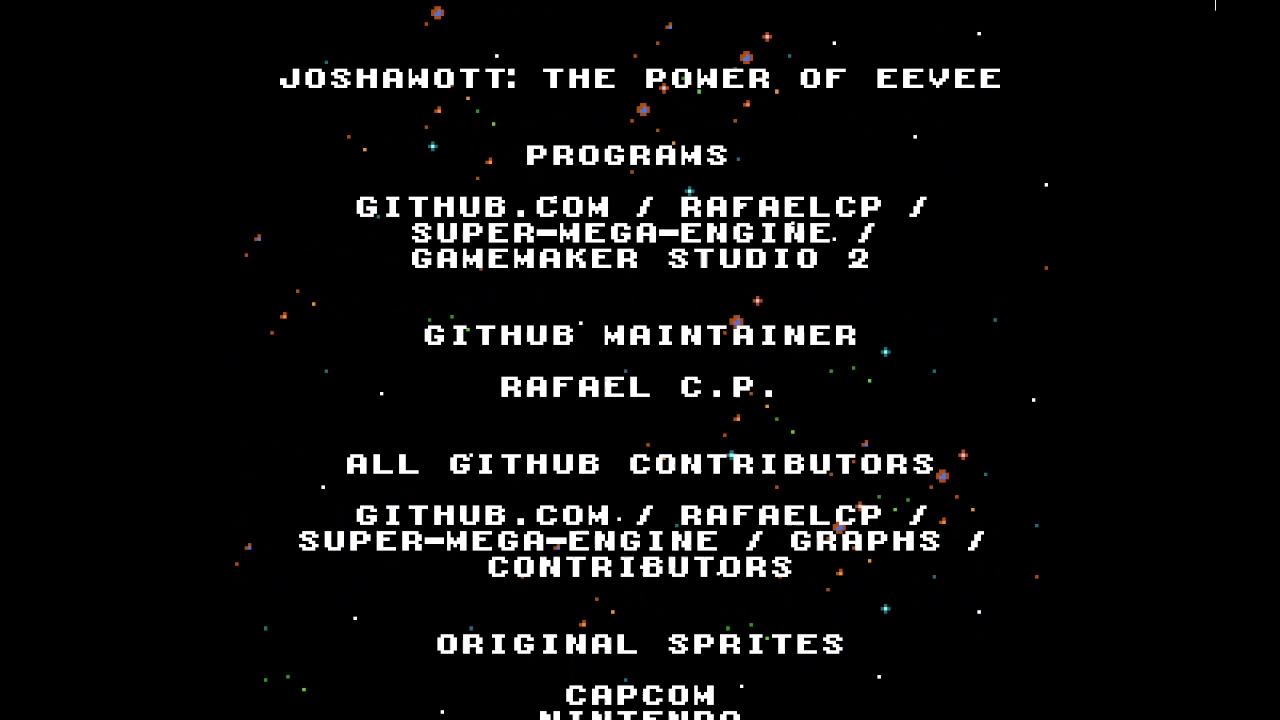 JOSHAWOTT: THE POWER OF EEVEE
PROGRAMS
GITHUB.COM / RAFAELCP /
SUPER-MEGA-ENGINE /
GAMEMAKER STUDIO 2
GITHUB MAINTAINER
RAFAEL C.P.
ALL GITHUB CONTRIBUTORS
GITHUB.COM / RAFAELCP /
SUPER-MEGA-ENGINE / GRAPHS /
CONTRIBUTORS
ORIGINAL SPRITES
CAPCOM
NINTENDO